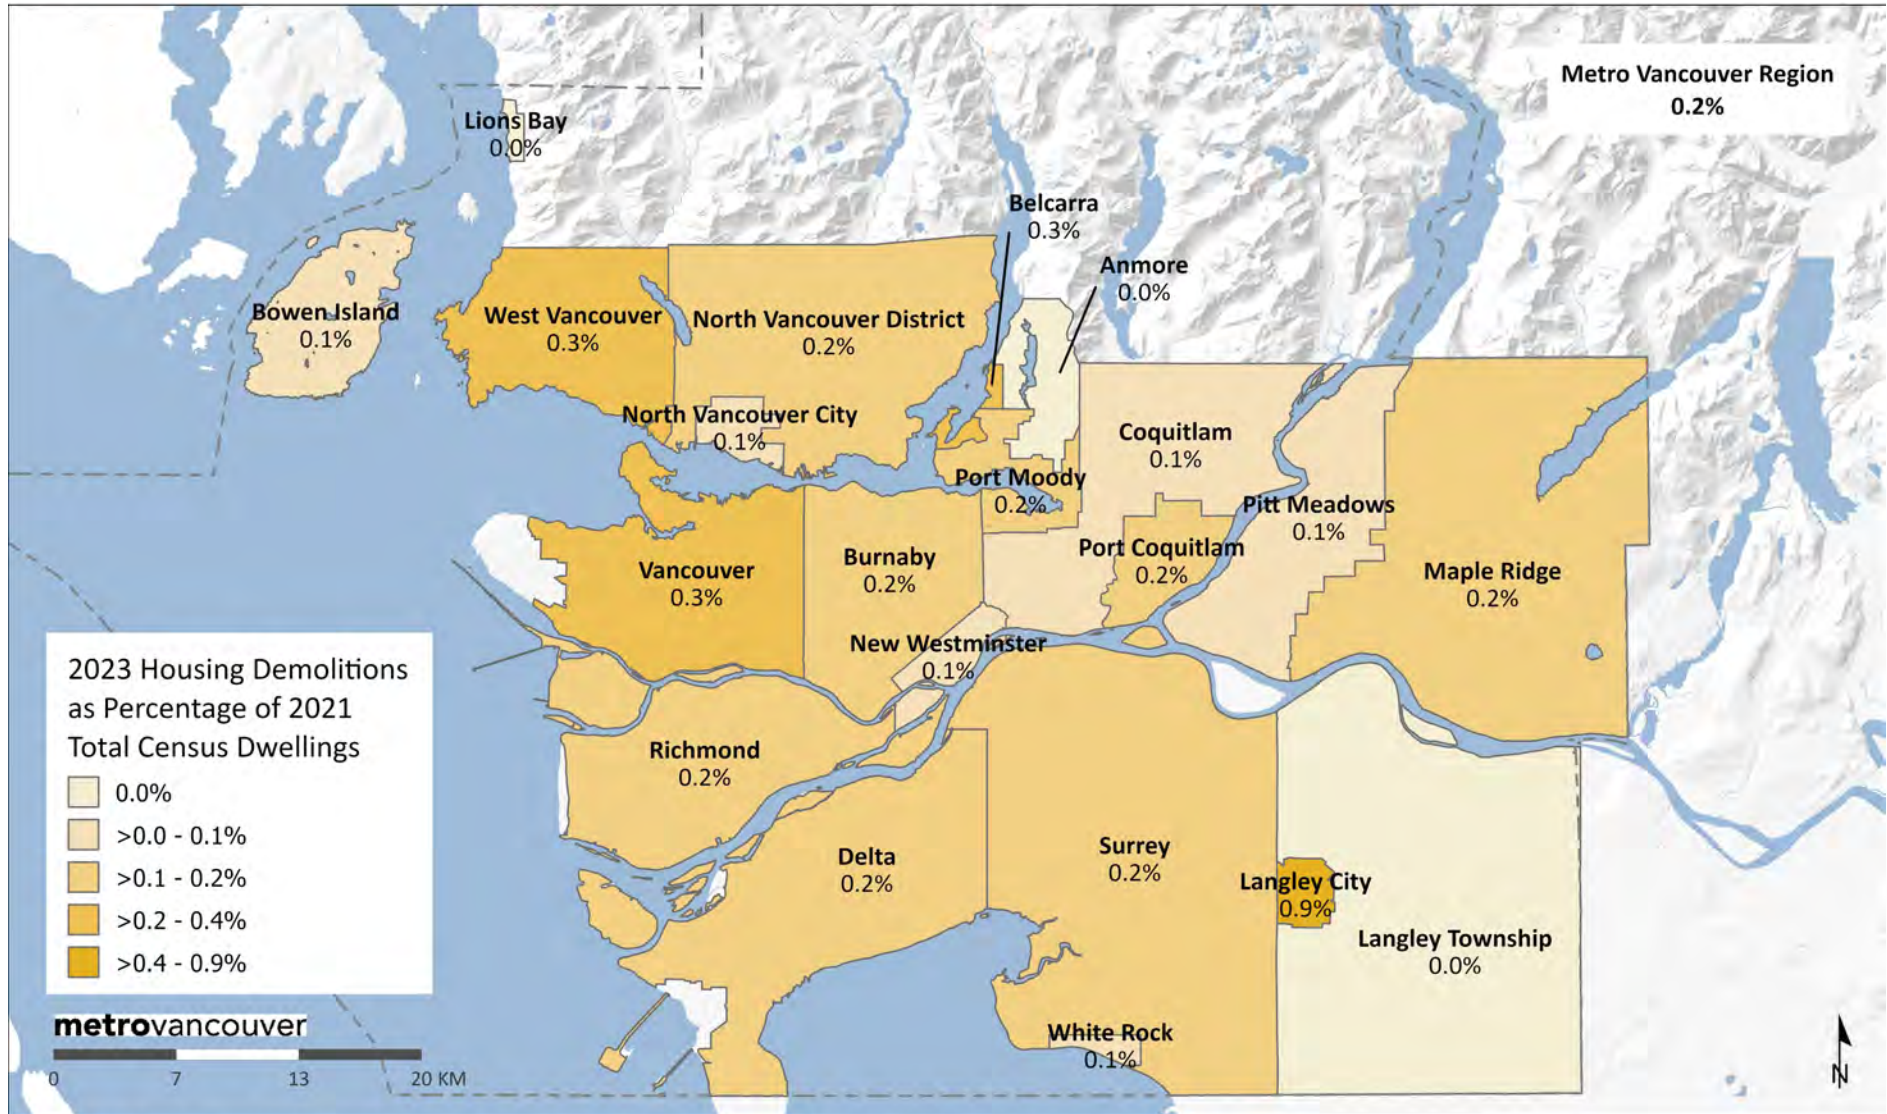 Metro Vancouver Region
0.2%
Lions Bay
0.0%
Belcarra
0.3%
Anmore
0.0%
Bowen Island
0.1%
West Vancouver
0.3%
North Vancouver District
0.2%
North Vancouver City
0.1%
Coquitlam
0.1%
Port Moody
0.2%
Pitt Meadows
0.1%
Port Coquitlam
0.2%
Vancouver
0.3%
Burnaby
0.2%
Maple Ridge
0.2%
New Westminster
0.1%
Richmond
0.2%
Delta
0.2%
Surrey
0.2%
Langley City
0.9%
Langley Township
0.0%
White Rock
0.1%
2023 Housing Demolitions
as Percentage of 2021
Total Census Dwellings
0.0%
>0.0 - 0.1%
>0.1 - 0.2%
>0.2 - 0.4%
>0.4 - 0.9%
metrovancouver
0 7 13 20 KM
N